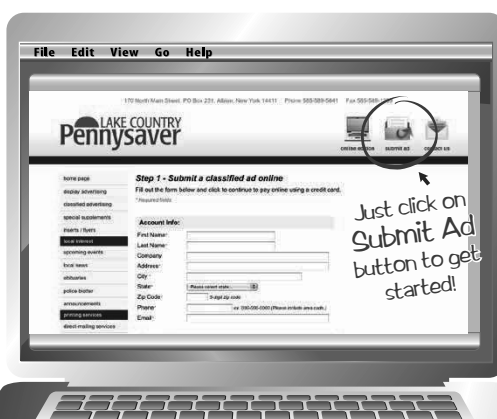 File Edit View Go Help
170 North Main Street PO Box 231, Albion, New York 14411 Phone 585-589-5641 Fax 585-589-
LAKE COUNTRY
Pennysaver
online edition submit ad contact us
home page
display advertising
classified advertising
special supplements
inserts / flyers
local interest
upcoming events
local news
obituaries
police blotter
announcements
printing services
direct mailing services
Step 1 - Submit a classified ad online
Fill out the form below and click to continue to pay online using a credit card.
* Required fields
Account Info:
First Name*
Last Name*
Company
Address*
City*
State* Please select state...
Zip Code* 5 digit zip code
Phone* ex: 000-000-0000 (Please include area code.)
Email*
Just click on
Submit Ad
button to get
started!